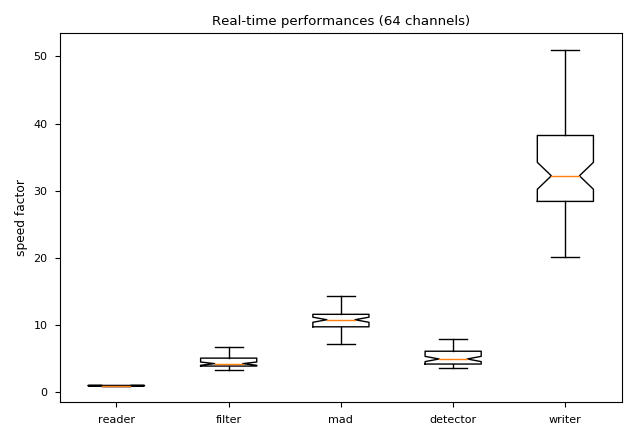 Real-time performances (64 channels)
speed factor
50
40
30
20
10
0
reader filter mad detector writer